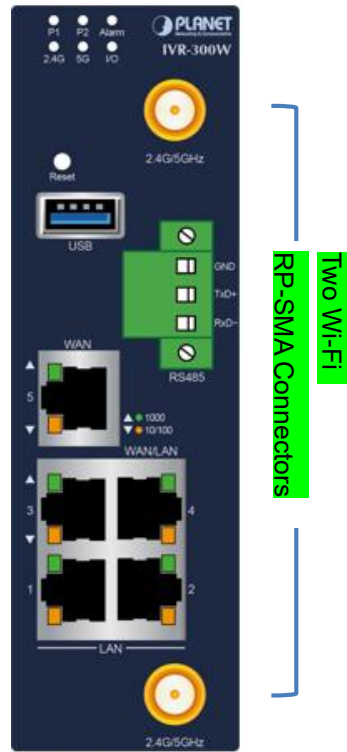 PLANET
Networking & Communication
IVR-300W
P1 P2 Alarm
2.4G 5G I/O
2.4G/5GHz
Reset
USB
GND
TxD+
RxD-
RS485
WAN
5
1000
10/100
WAN/LAN
3
4
1
2
LAN
2.4G/5GHz
Two Wi-Fi
RP-SMA Connectors